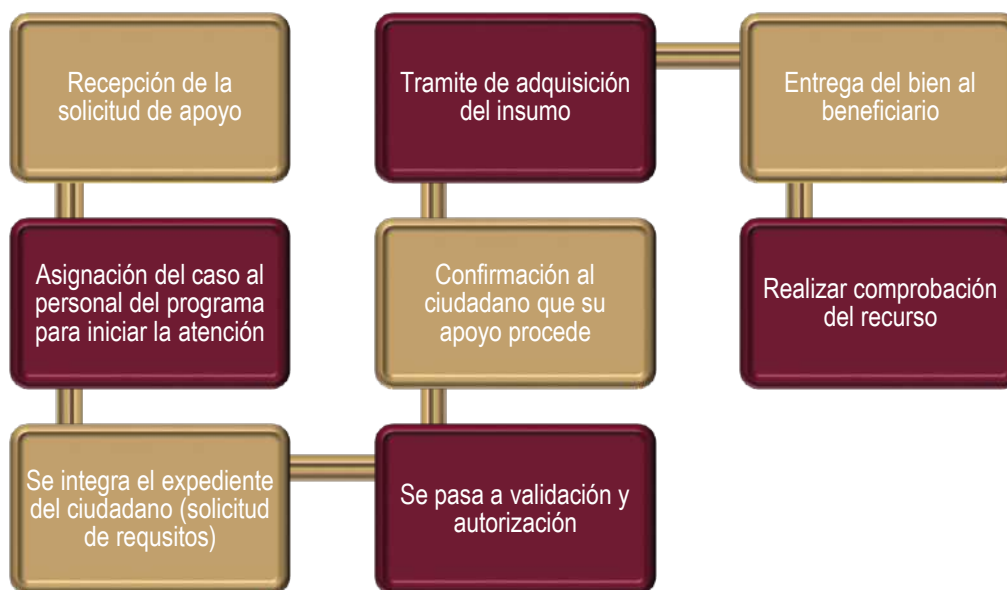 Recepción de la
solicitud de apoyo
Asignación del caso al
personal del programa
para iniciar la atención
Se integra el expediente
del ciudadano (solicitud
de requsitos)
Se pasa a validación y
autorización
Confirmación al
ciudadano que su
apoyo procede
Tramite de adquisición
del insumo
Entrega del bien al
beneficiario
Realizar comprobación
del recurso